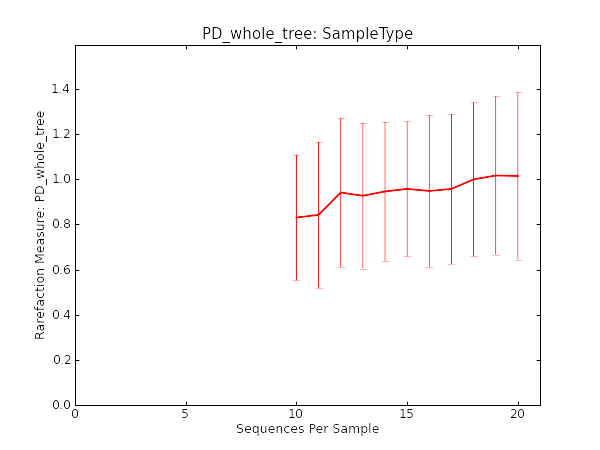 PD_whole_tree: SampleType
Rarefaction Measure: PD_whole_tree
1.4
1.2
1.0
0.8
0.6
0.4
0.2
0.0
0 5 10 15 20
Sequences Per Sample